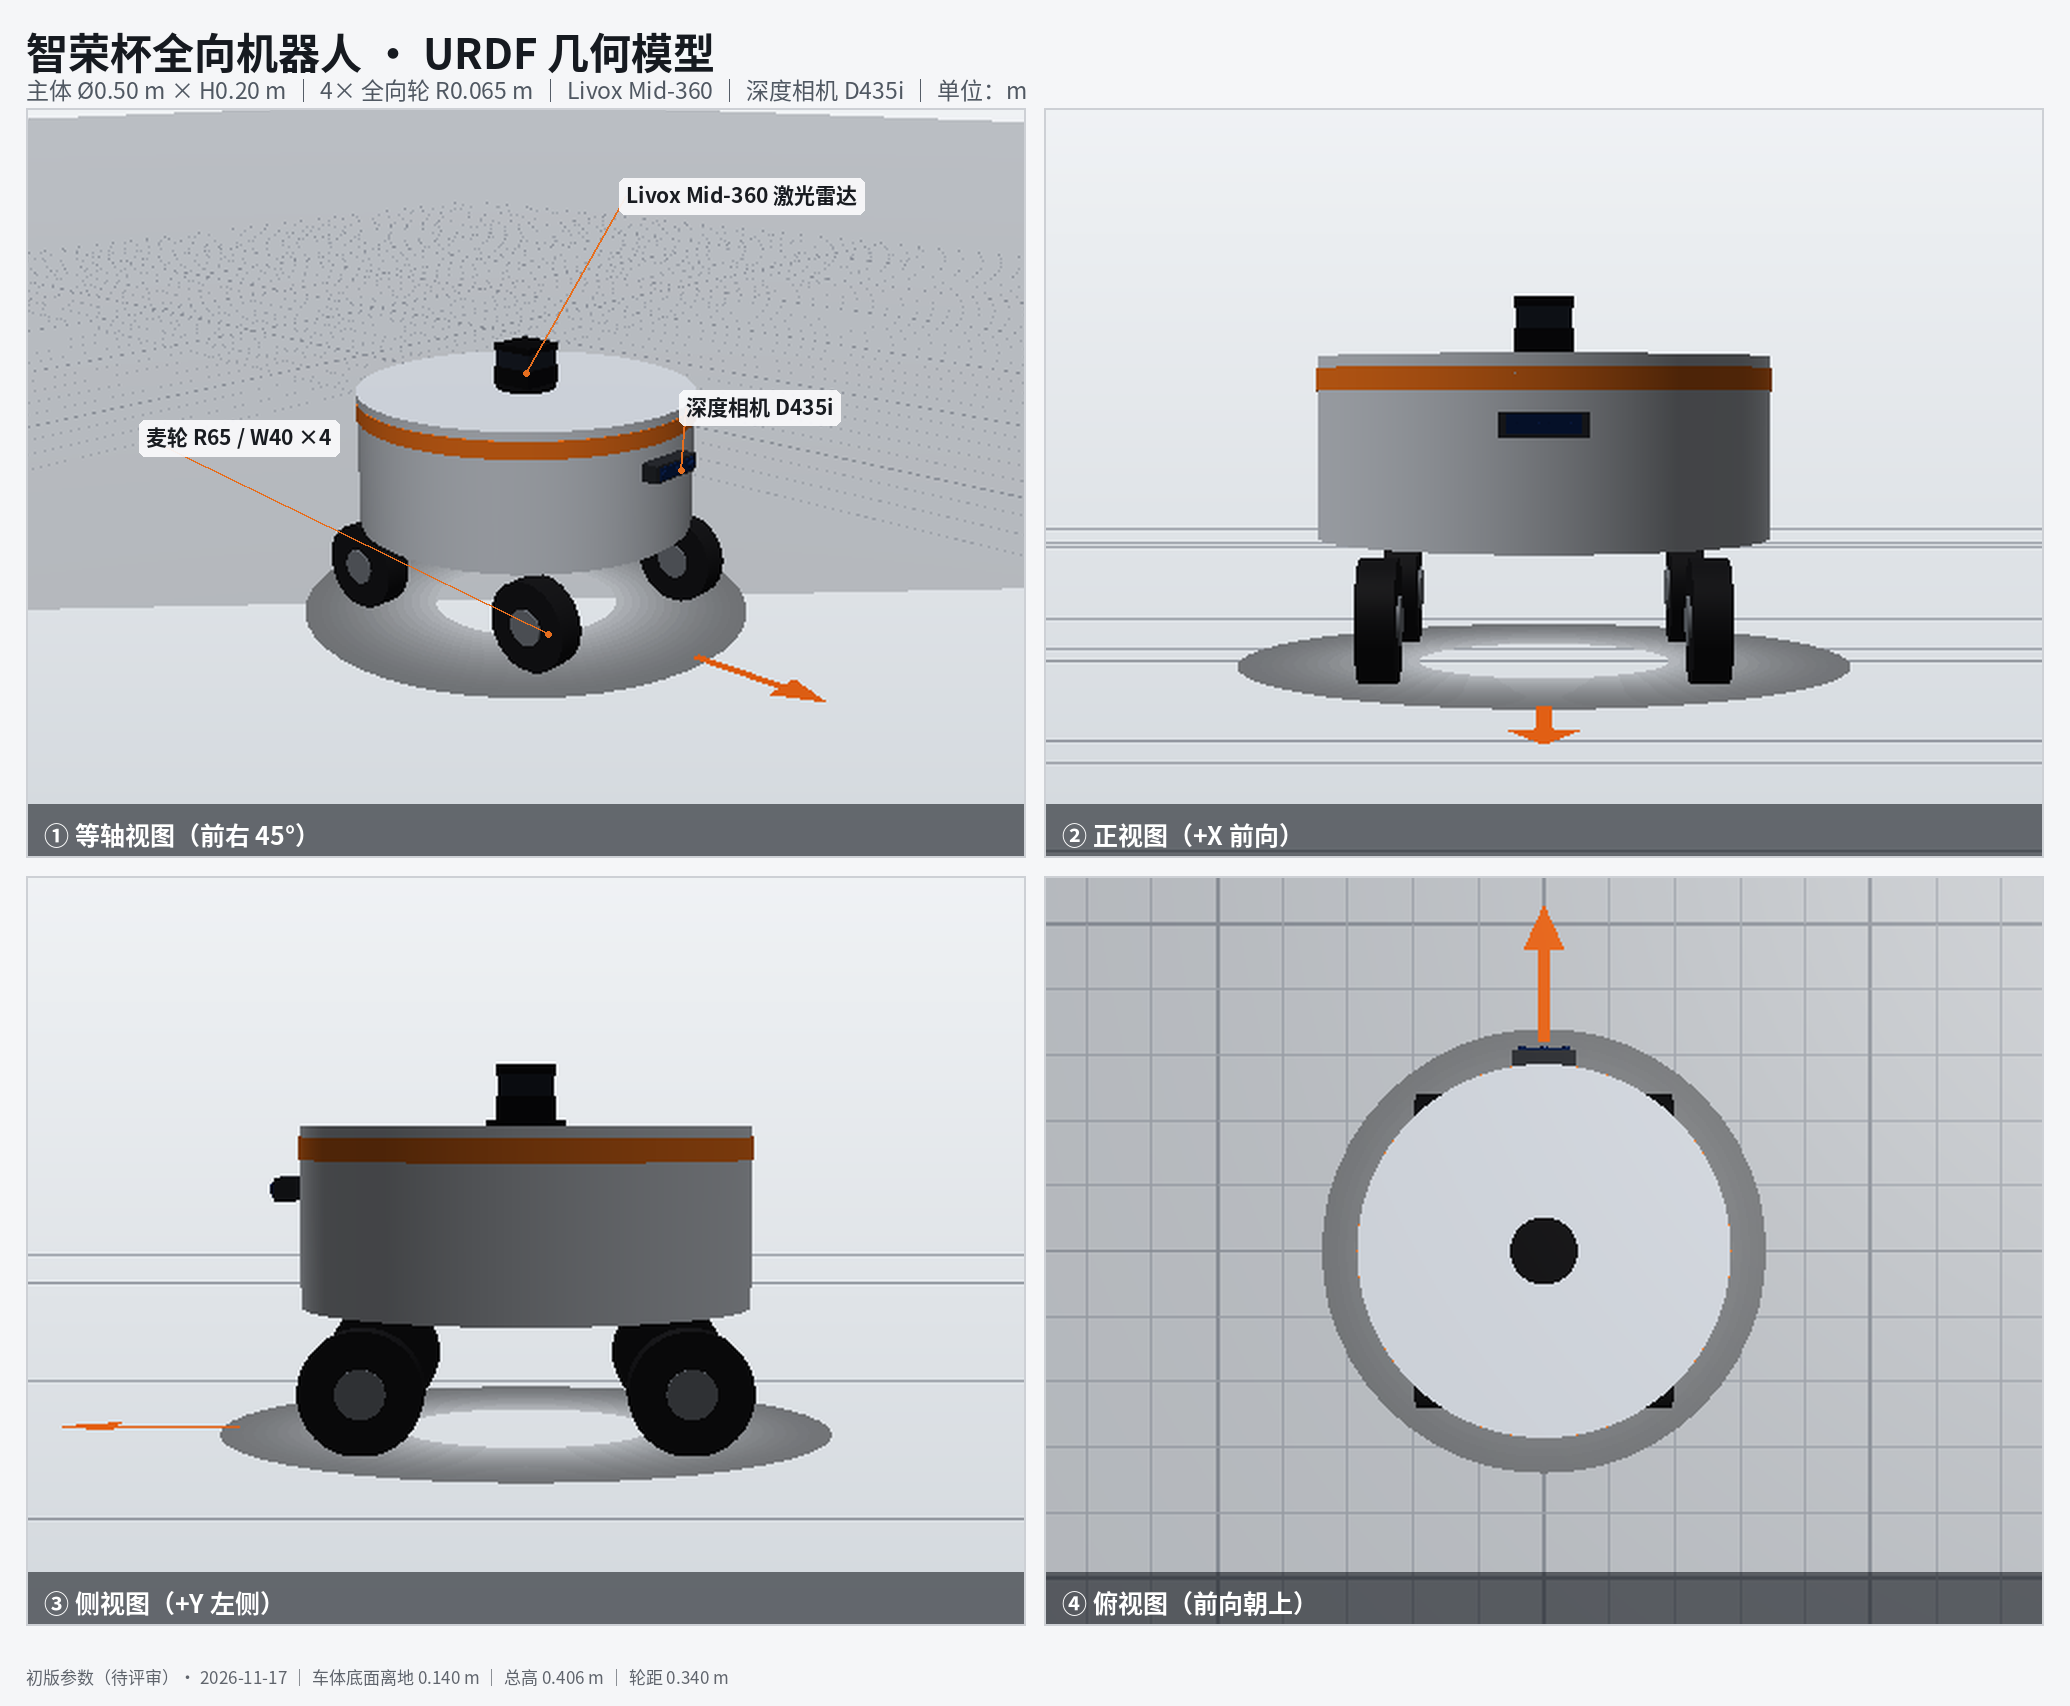 智荣杯全向机器人 · URDF 几何模型
主体 Ø0.50 m × H0.20 m ｜ 4× 全向轮 R0.065 m ｜ Livox Mid-360 ｜ 深度相机 D435i ｜ 单位：m
Livox Mid-360 激光雷达
深度相机 D435i
麦轮 R65 / W40 ×4
① 等轴视图（前右 45°）
② 正视图（+X 前向）
③ 侧视图（+Y 左侧）
④ 俯视图（前向朝上）
初版参数（待评审）· 2026-11-17 ｜ 车体底面离地 0.140 m ｜ 总高 0.406 m ｜ 轮距 0.340 m